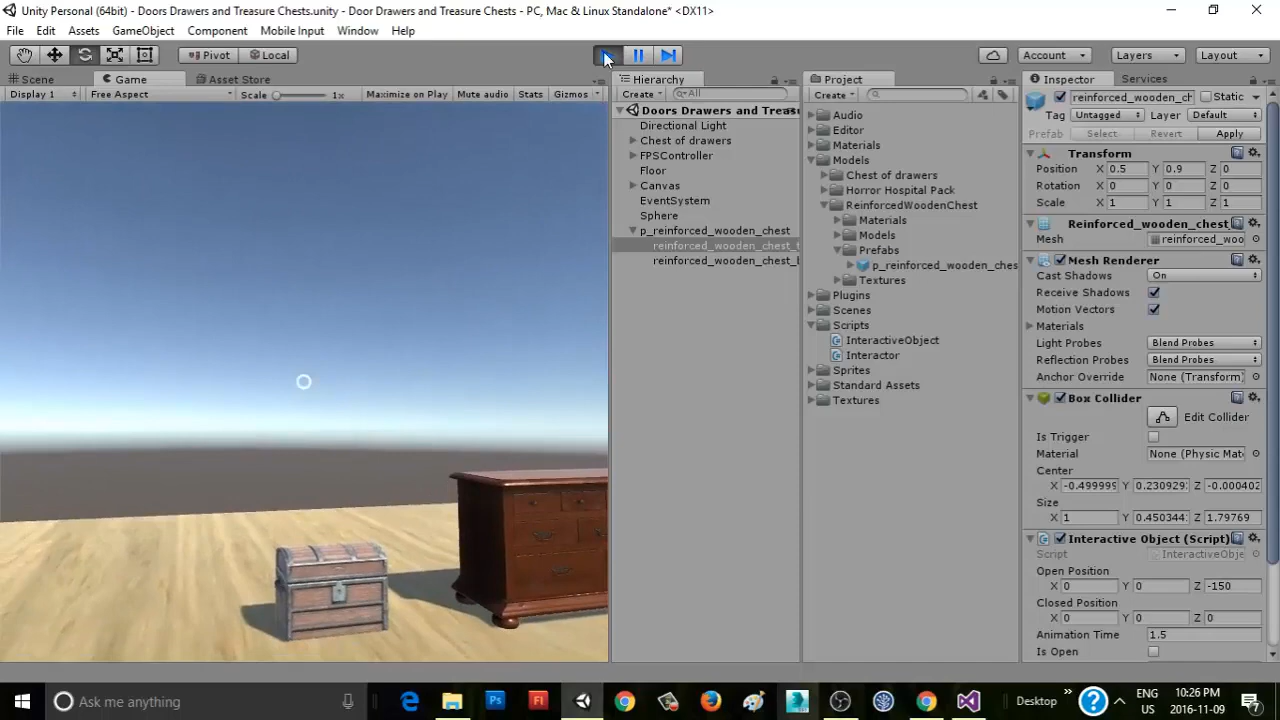 Unity Personal (64bit) - Doors Drawers and Treasure Chests.unity - Door Drawers and Treasure Chests - PC, Mac & Linux Standalone* <DX11>
File Edit Assets GameObject Component Mobile Input Window Help
Pivot Local Account Layers Layout
Scene Game Asset Store Hierarchy Project Inspector Services
Display 1 Free Aspect Scale 1x Maximize on Play Mute audio Stats Gizmos Create All Create reinforced_wooden_ch Static
Doors Drawers and Treas
Directional Light
Chest of drawers
FPSController
Floor
Canvas
EventSystem
Sphere
p_reinforced_wooden_chest
reinforced_wooden_chest_t
reinforced_wooden_chest_b
Audio
Editor
Materials
Models
Chest of drawers
Horror Hospital Pack
ReinforcedWoodenChest
Materials
Models
Prefabs
p_reinforced_wooden_ches
Textures
Plugins
Scenes
Scripts
InteractiveObject
Interactor
Sprites
Standard Assets
Textures
Tag Untagged Layer Default
Prefab Select Revert Apply
Transform
Position X 0.5 Y 0.9 Z 0
Rotation X 0 Y 0 Z 0
Scale X 1 Y 1 Z 1
Reinforced_wooden_chest_
Mesh reinforced_woo
Mesh Renderer
Cast Shadows On
Receive Shadows
Motion Vectors
Materials
Light Probes Blend Probes
Reflection Probes Blend Probes
Anchor Override None (Transform)
Box Collider
Edit Collider
Is Trigger
Material None (Physic Mat
Center
X -0.499999 Y 0.230929 Z -0.000402
Size
X 1 Y 0.450344 Z 1.79769
Interactive Object (Script)
Script InteractiveObje
Open Position
X 0 Y 0 Z -150
Closed Position
X 0 Y 0 Z 0
Animation Time 1.5
Is Open
Ask me anything Ps Fl Desktop ENG 10:26 PM
US 2016-11-09 7